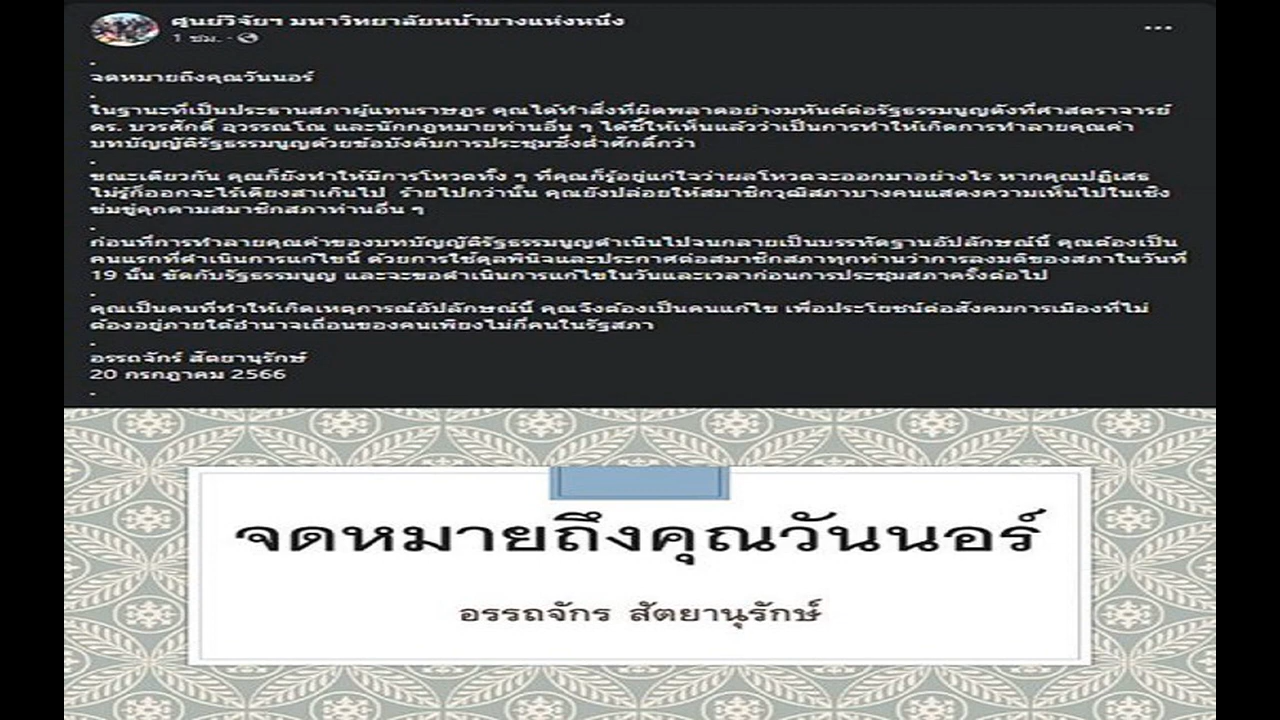 ศูนย์วิจัยฯ มหาวิทยาลัยหน้าบางแห่งหนึ่ง
1 ชม. ·
.
จดหมายถึงคุณวันนอร์
.
ในฐานะที่เป็นประธานสภาผู้แทนราษฎร คุณได้ทำสิ่งที่ผิดพลาดอย่างมหันต์ต่อรัฐธรรมนูญดังที่ศาสตราจารย์
ดร. บวรศักดิ์ อุวรรณโณ และนักกฎหมายท่านอื่น ๆ ได้ชี้ให้เห็นแล้วว่าเป็นการทำให้เกิดการทำลายคุณค่า
บทบัญญัติรัฐธรรมนูญด้วยข้อบังคับการประชุมซึ่งต่ำศักดิ์กว่า
.
ขณะเดียวกัน คุณก็ยังทำให้มีการโหวตทั้ง ๆ ที่คุณก็รู้อยู่แก่ใจว่าผลโหวตจะออกมาอย่างไร หากคุณปฏิเสธ
ไม่รู้ก็ออกจะไร้เดียงสาเกินไป ร้ายไปกว่านั้น คุณยังปล่อยให้สมาชิกวุฒิสภาบางคนแสดงความเห็นไปในเชิง
ข่มขู่คุกคามสมาชิกสภาท่านอื่น ๆ
.
ก่อนที่การทำลายคุณค่าของบทบัญญัติรัฐธรรมนูญดำเนินไปจนกลายเป็นบรรทัดฐานอัปลักษณ์นี้ คุณต้องเป็น
คนแรกที่ดำเนินการแก้ไขนี้ ด้วยการใช้ดุลพินิจและประกาศต่อสมาชิกสภาทุกท่านว่าการลงมติของสภาในวันที่
19 นั้น ขัดกับรัฐธรรมนูญ และจะขอดำเนินการแก้ไขในวันและเวลาก่อนการประชุมสภาครั้งต่อไป
.
คุณเป็นคนที่ทำให้เกิดเหตุการณ์อัปลักษณ์นี้ คุณจึงต้องเป็นคนแก้ไข เพื่อประโยชน์ต่อสังคมการเมืองที่ไม่
ต้องอยู่ภายใต้อำนาจเถื่อนของคนเพียงไม่กี่คนในรัฐสภา
.
อรรถจักร์ สัตยานุรักษ์
20 กรกฎาคม 2566
.
จดหมายถึงคุณวันนอร์
อรรถจักร สัตยานุรักษ์